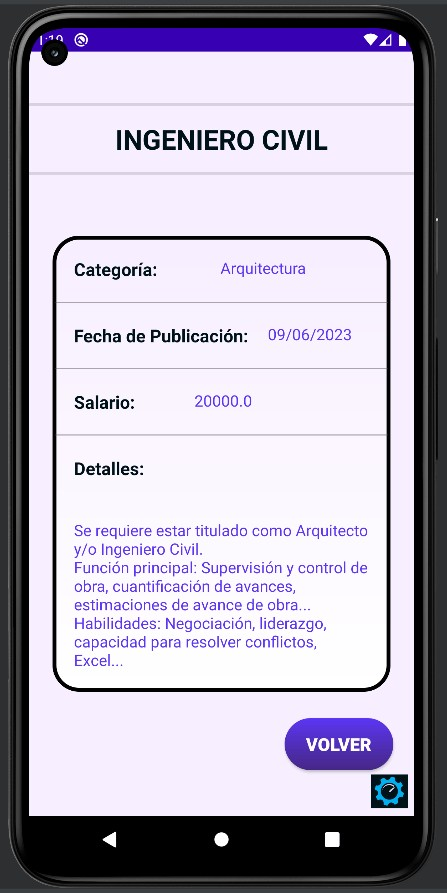 INGENIERO CIVIL
Categoría: Arquitectura
Fecha de Publicación: 09/06/2023
Salario: 20000.0
Detalles:
Se requiere estar titulado como Arquitecto
y/o Ingeniero Civil.
Función principal: Supervisión y control de
obra, cuantificación de avances,
estimaciones de avance de obra...
Habilidades: Negociación, liderazgo,
capacidad para resolver conflictos,
Excel...
VOLVER